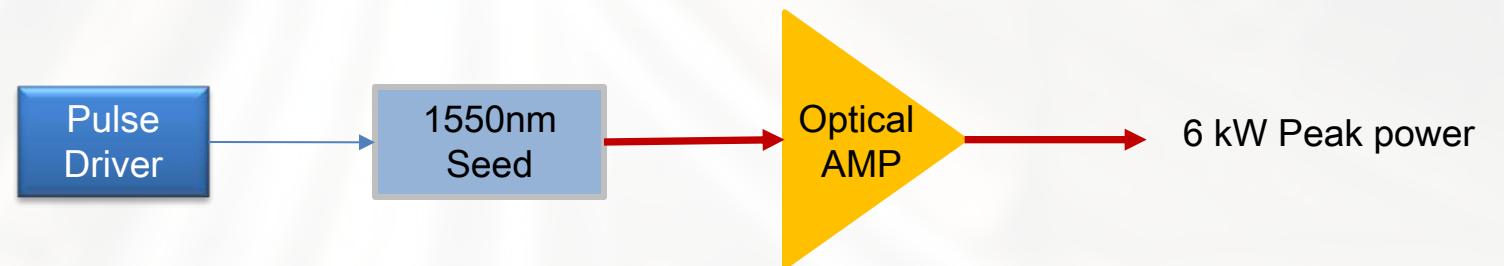 Pulse
Driver
1550nm
Seed
Optical
AMP
6 kW Peak power